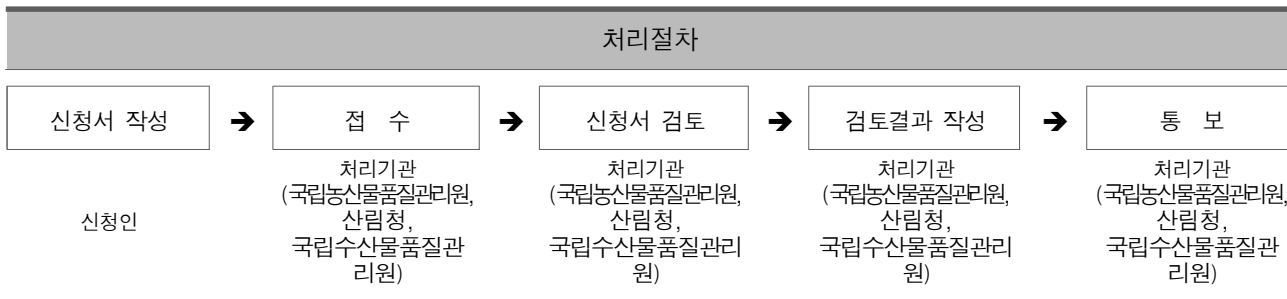 처리절차
신청서 작성 ➔ 접 수 ➔ 신청서 검토 ➔ 검토결과 작성 ➔ 통 보
신청인
처리기관
(국립농산물품질관리원,
산림청,
국립수산물품질관
리원)
처리기관
(국립농산물품질관리원,
산림청,
국립수산물품질관리
원)
처리기관
(국립농산물품질관리원,
산림청,
국립수산물품질관리
원)
처리기관
(국립농산물품질관리원,
산림청,
국립수산물품질관
리원)